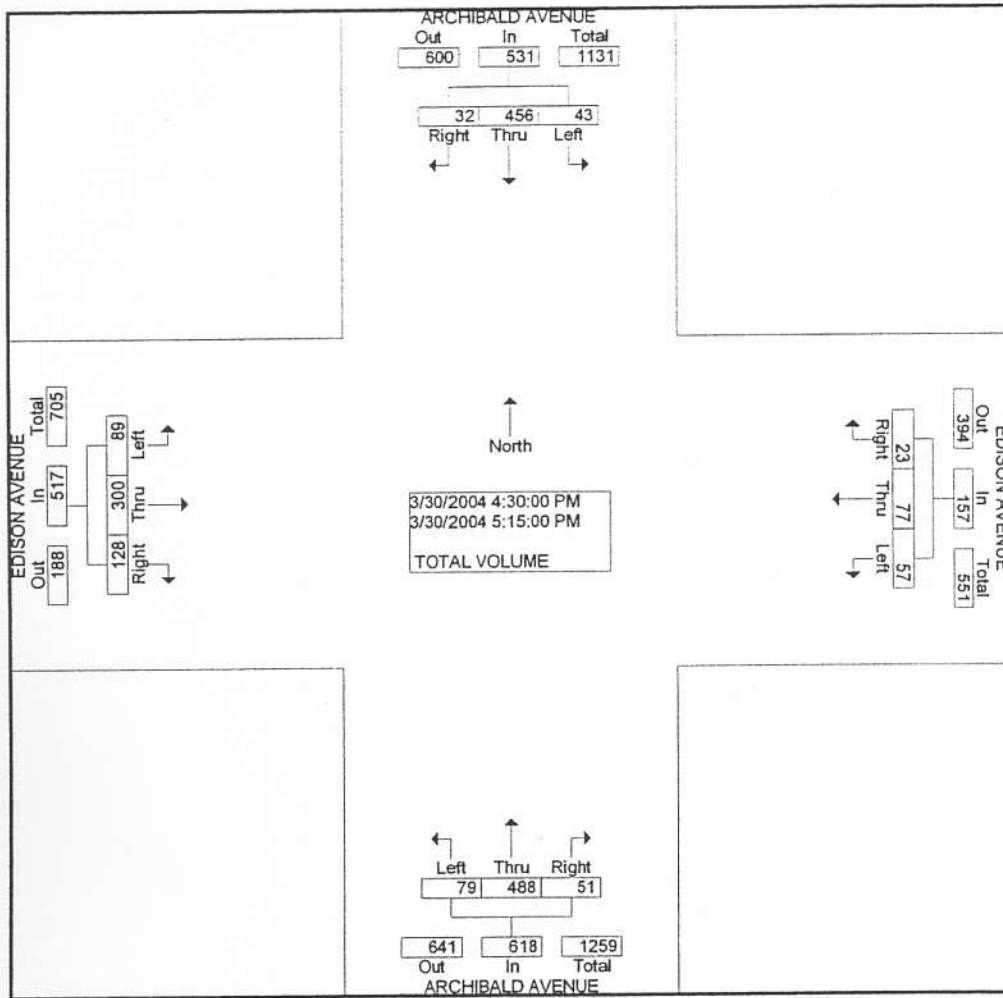 ARCHIBALD AVENUE
Out In Total
600 531 1131
32 456 43
Right Thru Left
EDISON AVENUE
Total In Out
705 517 188
89 300 128
Left Thru Right
North
3/30/2004 4:30:00 PM
3/30/2004 5:15:00 PM
TOTAL VOLUME
EDISON AVENUE
Out In Total
394 157 551
23 77 57
Right Thru Left
Left Thru Right
79 488 51
641 618 1259
Out In Total
ARCHIBALD AVENUE